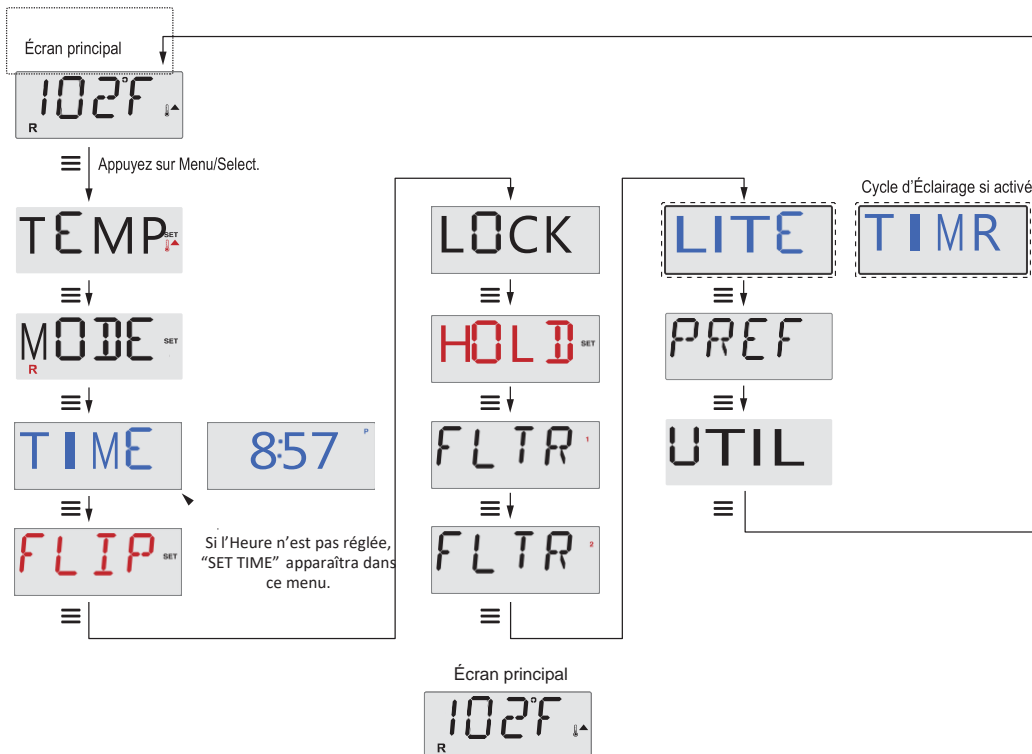 Écran principal
102°F
R
Appuyez sur Menu/Select.
TEMP SET
MODE SET
R
TIME
8:57 P
Si l'Heure n'est pas réglée,
“SET TIME” apparaîtra dans
ce menu.
FLIP SET
LOCK
HOLD SET
FLTR 1
FLTR 2
Cycle d'Éclairage si activé
LITE
TIMR
PREF
UTIL
Écran principal
102°F
R